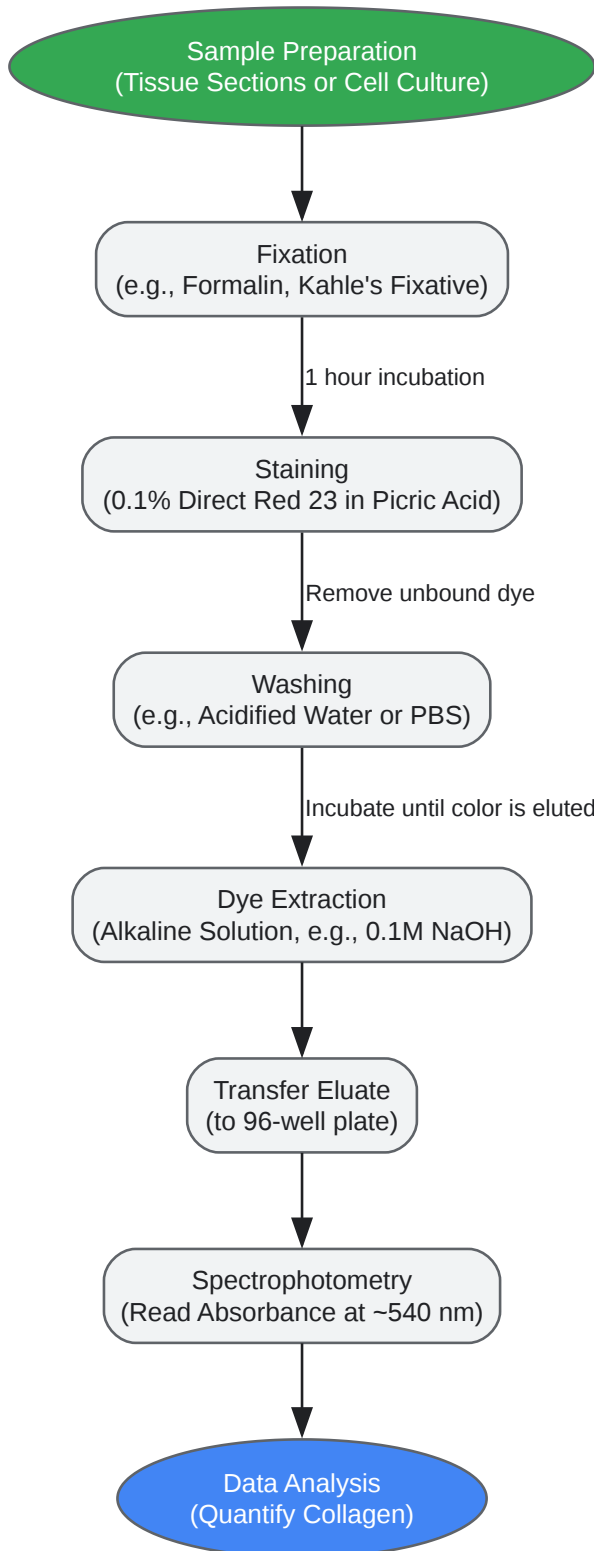 Sample Preparation
(Tissue Sections or Cell Culture)
Fixation
(e.g., Formalin, Kahle's Fixative)
1 hour incubation
Staining
(0.1% Direct Red 23 in Picric Acid)
Remove unbound dye
Washing
(e.g., Acidified Water or PBS)
Incubate until color is eluted
Dye Extraction
(Alkaline Solution, e.g., 0.1M NaOH)
Transfer Eluate
(to 96-well plate)
Spectrophotometry
(Read Absorbance at ~540 nm)
Data Analysis
(Quantify Collagen)